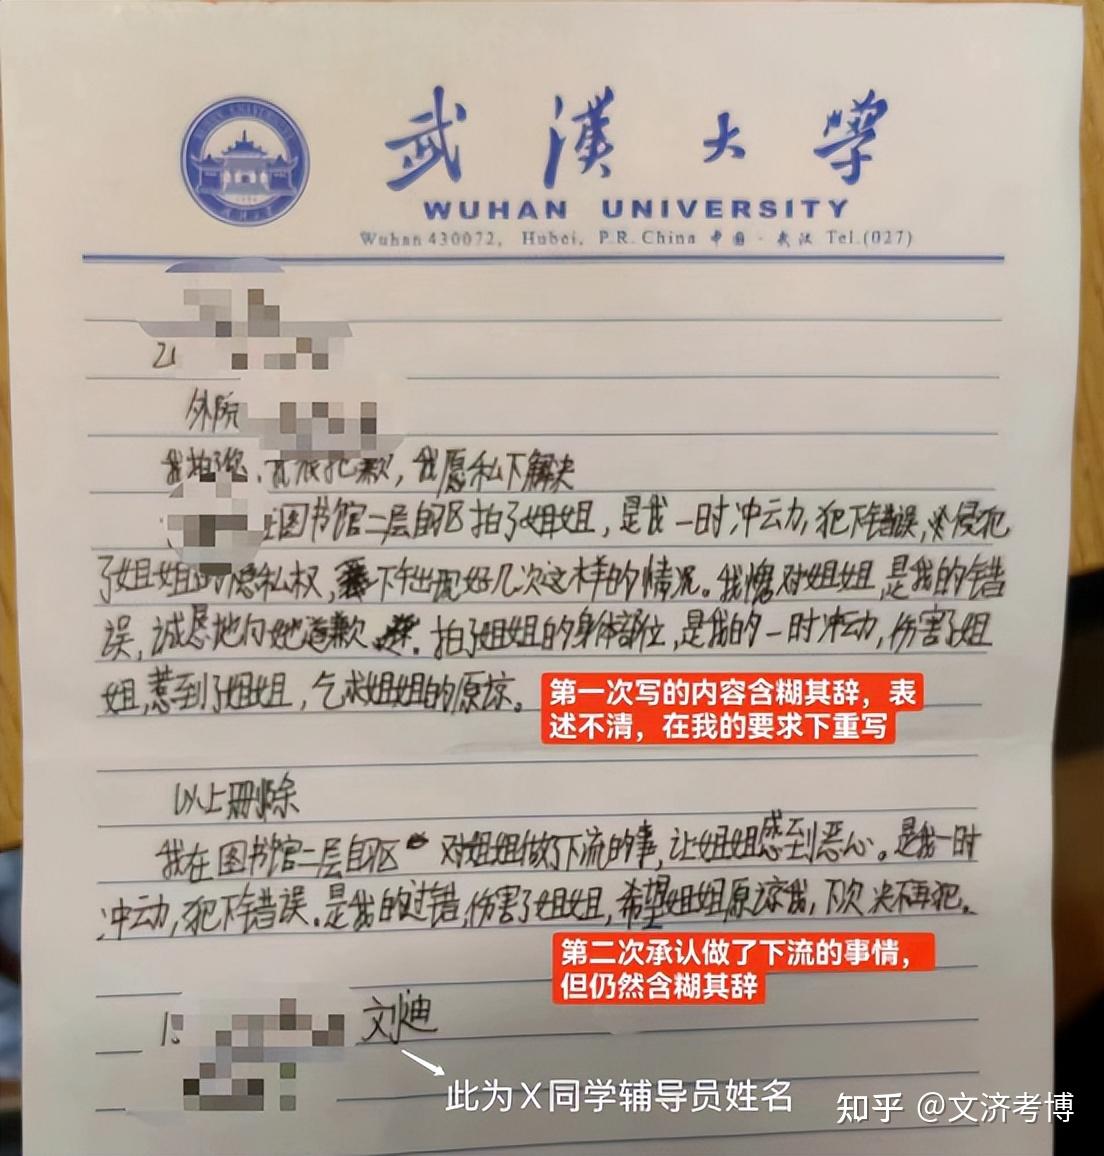 武漢大學
WUHAN UNIVERSITY
Wuhan 430072, Hubei, P.R.China 中国·武汉 Tel.(027)
外院
我拍了您,真诚抱歉,我愿私下解决
在图书馆二层自习区拍了姐姐,是我一时冲动,犯下错误,侵犯
了姐姐的隐私权,下午出现好几次这样的情况。我愧对姐姐,是我的错
误,诚恳地向她道歉。拍了姐姐的身体部位,是我的一时冲动,伤害了姐
姐,惹到了姐姐,乞求姐姐的原谅。
第一次写的内容含糊其辞,表
述不清,在我的要求下重写
以上删除
我在图书馆二层自习区对姐姐做了下流的事,让姐姐感到恶心。是我一时
冲动,犯下错误。是我的过错,伤害了姐姐,希望姐姐原谅我,下次决不再犯。
第二次承认做了下流的事情,
但仍然含糊其辞
刘迪
此为X同学辅导员姓名
知乎 @文济考博